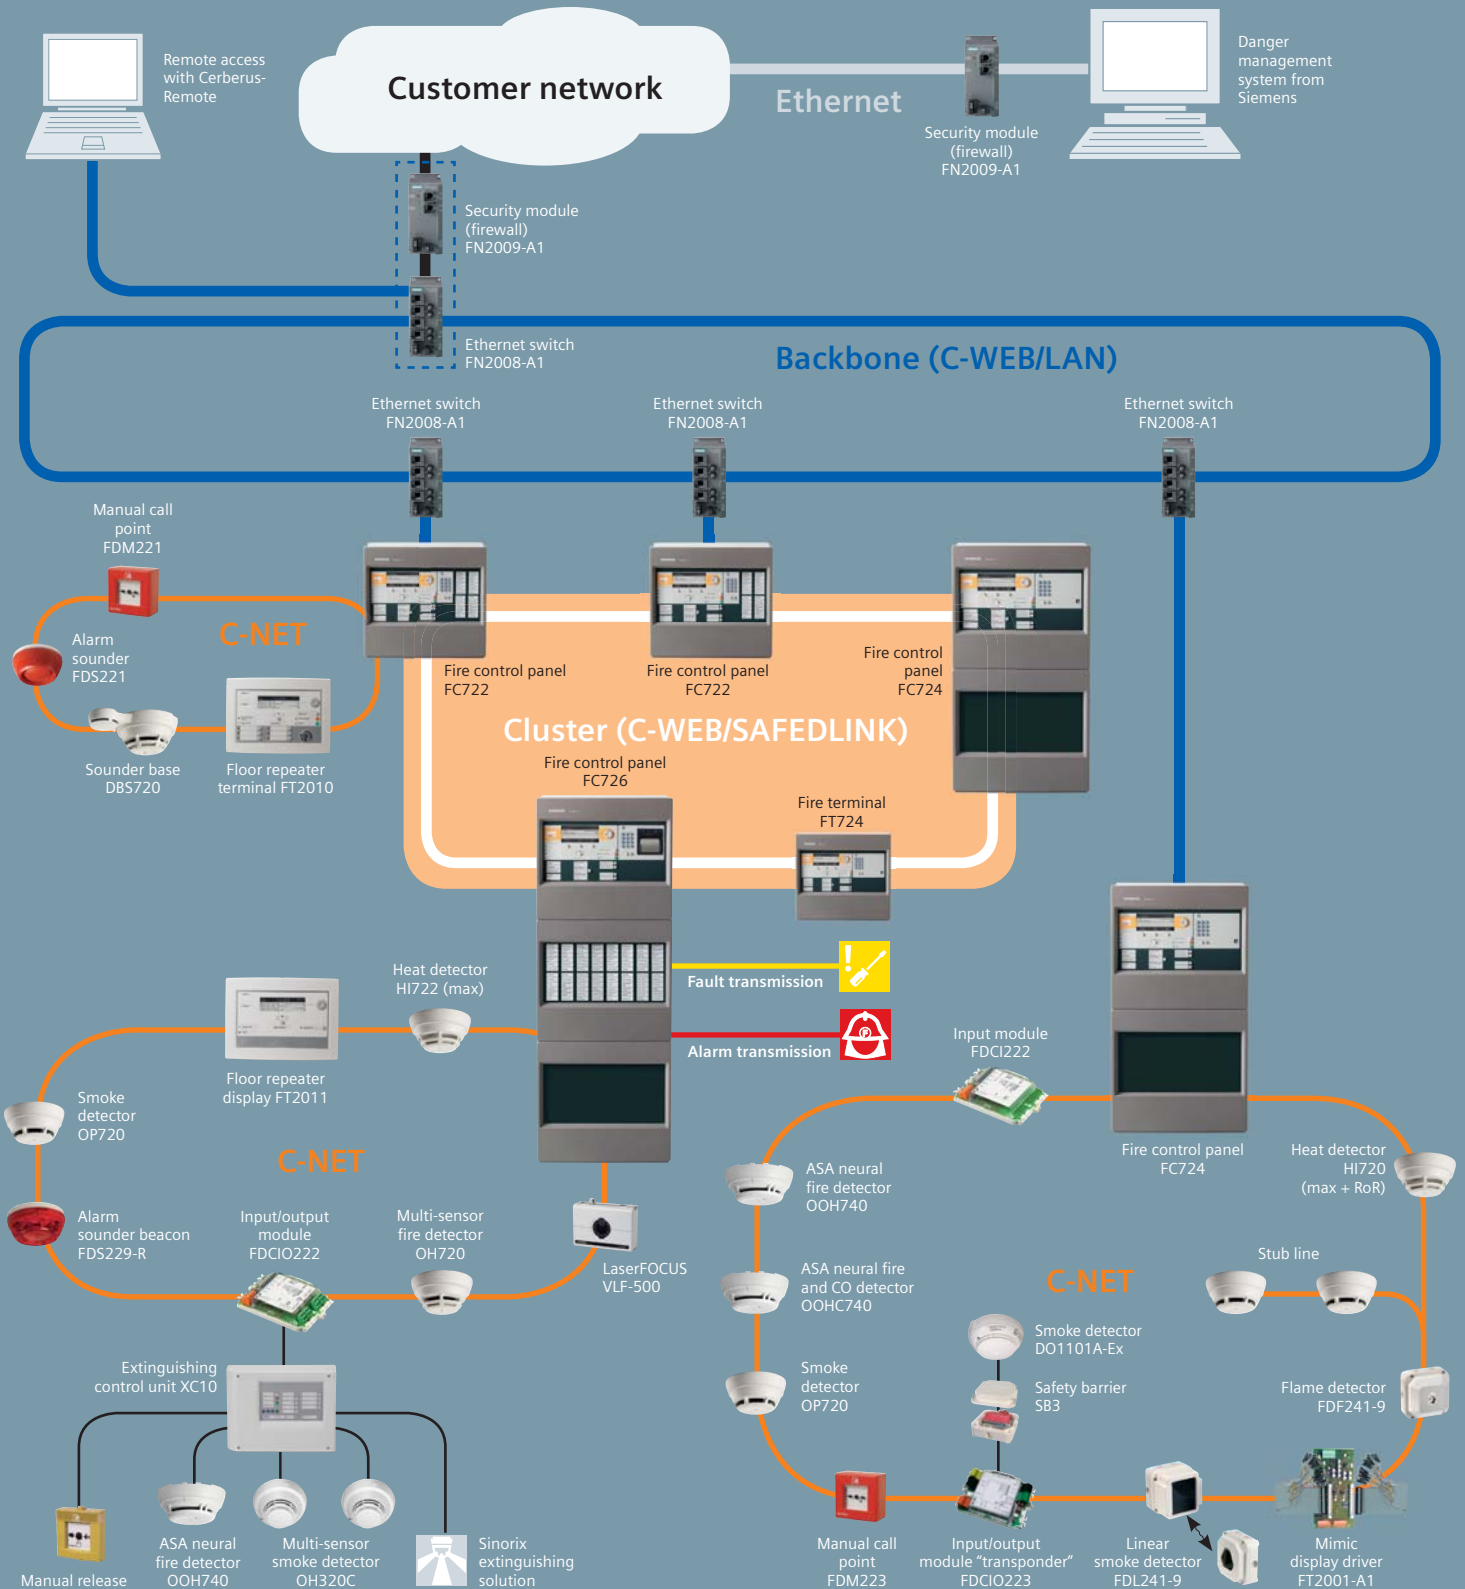 Remote access
with Cerberus-
Remote
Customer network
Ethernet
Security module
(firewall)
FN2009-A1
Danger
management
system from
Siemens
Security module
(firewall)
FN2009-A1
Ethernet switch
FN2008-A1
Backbone (C-WEB/LAN)
Ethernet switch
FN2008-A1
Ethernet switch
FN2008-A1
Ethernet switch
FN2008-A1
Manual call
point
FDM221
C-NET
Alarm
sounder
FDS221
Sounder base
DBS720
Floor repeater
terminal FT2010
Fire control panel
FC722
Fire control panel
FC722
Fire control
panel
FC724
Cluster (C-WEB/SAFEDLINK)
Fire control panel
FC726
Fire terminal
FT724
Fault transmission
Alarm transmission
Heat detector
HI722 (max)
Floor repeater
display FT2011
Smoke
detector
OP720
C-NET
Alarm
sounder beacon
FDS229-R
Input/output
module
FDCIO222
Multi-sensor
fire detector
OH720
LaserFOCUS
VLF-500
Extinguishing
control unit XC10
Manual release
ASA neural
fire detector
OOH740
Multi-sensor
smoke detector
OH320C
Sinorix
extinguishing
solution
Input module
FDCI222
Fire control panel
FC724
Heat detector
HI720
(max + RoR)
ASA neural
fire detector
OOH740
ASA neural fire
and CO detector
OOHC740
Smoke
detector
OP720
C-NET
Stub line
Smoke detector
DO1101A-Ex
Safety barrier
SB3
Flame detector
FDF241-9
Manual call
point
FDM223
Input/output
module “transponder“
FDCIO223
Linear
smoke detector
FDL241-9
Mimic
display driver
FT2001-A1